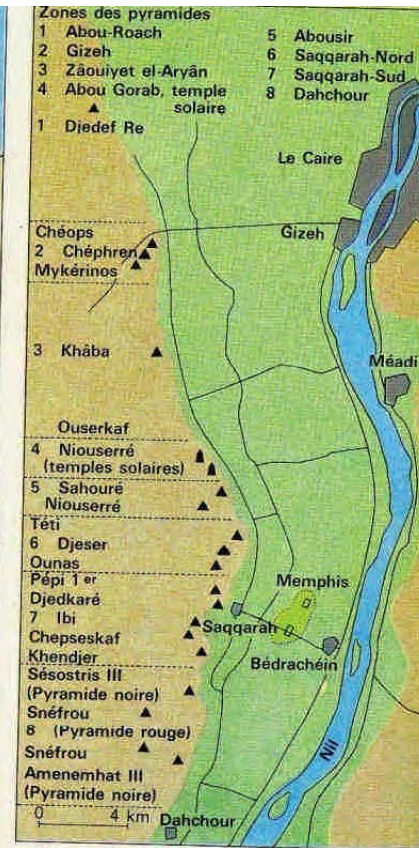 Zones des pyramides
1 Abou-Roach
2 Gizeh
3 Zâouiyet el-Aryân
4 Abou Gorab, temple
solaire
5 Abousir
6 Saqqarah-Nord
7 Saqqarah-Sud
8 Dahchour
1 Djedef Re
Le Caire
Chéops
2 Chéphren
Mykérinos
Gizeh
3 Khâba
Méadi
Ouserkaf
4 Niouserré
(temples solaires)
5 Sahouré
Niouserré
Téti
6 Djeser
Ounas
Pépi 1er
Djedkaré
7 Ibi
Chepseskaf
Khendjer
Memphis
Saqqarah
Bédrachéin
Sésostris III
(Pyramide noire)
Snéfrou
8 (Pyramide rouge)
Snéfrou
Amenemhat III
(Pyramide noire)
Nil
0 4 km
Dahchour